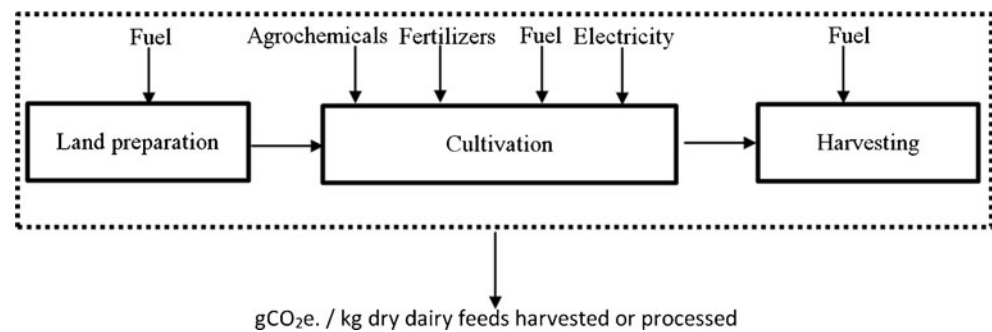 Fuel
Agrochemicals Fertilizers Fuel Electricity
Fuel
Land preparation
Cultivation
Harvesting
gCO₂e. / kg dry dairy feeds harvested or processed